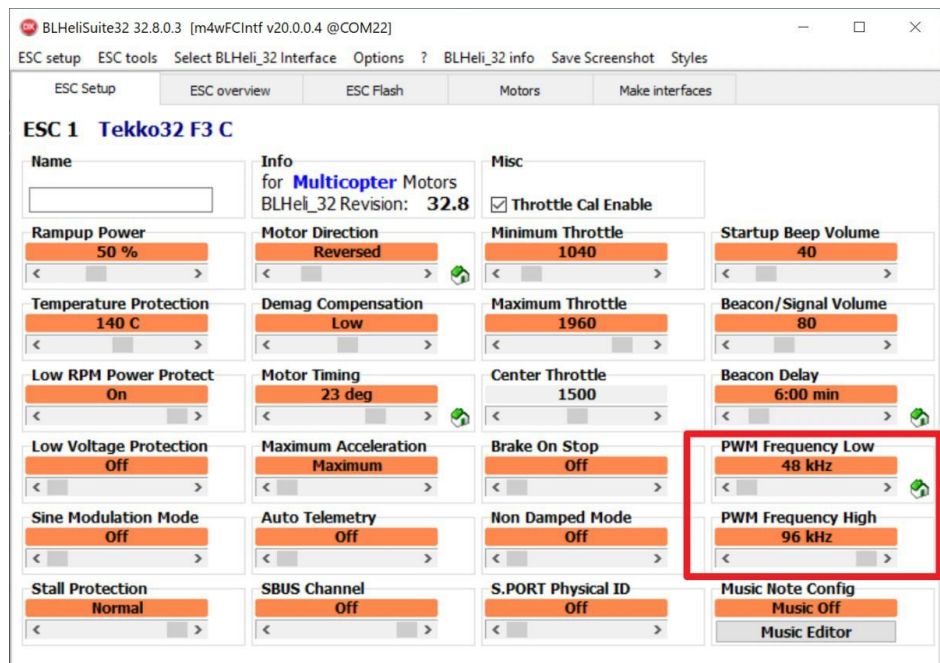 BLHeliSuite32 32.8.0.3 [m4wFCIntf v20.0.0.4 @COM22]
ESC setup ESC tools Select BLHeli_32 Interface Options ? BLHeli_32 info Save Screenshot Styles
ESC Setup ESC overview ESC Flash Motors Make interfaces
ESC 1 Tekko32 F3 C
Name Info Misc
for Multicopter Motors
BLHeli_32 Revision: 32.8 Throttle Cal Enable
Rampup Power Motor Direction Minimum Throttle Startup Beep Volume
50 % Reversed 1040 40
Temperature Protection Demag Compensation Maximum Throttle Beacon/Signal Volume
140 C Low 1960 80
Low RPM Power Protect Motor Timing Center Throttle Beacon Delay
On 23 deg 1500 6:00 min
Low Voltage Protection Maximum Acceleration Brake On Stop PWM Frequency Low
Off Maximum Off 48 kHz
Sine Modulation Mode Auto Telemetry Non Damped Mode PWM Frequency High
Off Off Off 96 kHz
Stall Protection SBUS Channel S.PORT Physical ID Music Note Config
Normal Off Off Music Off
Music Editor